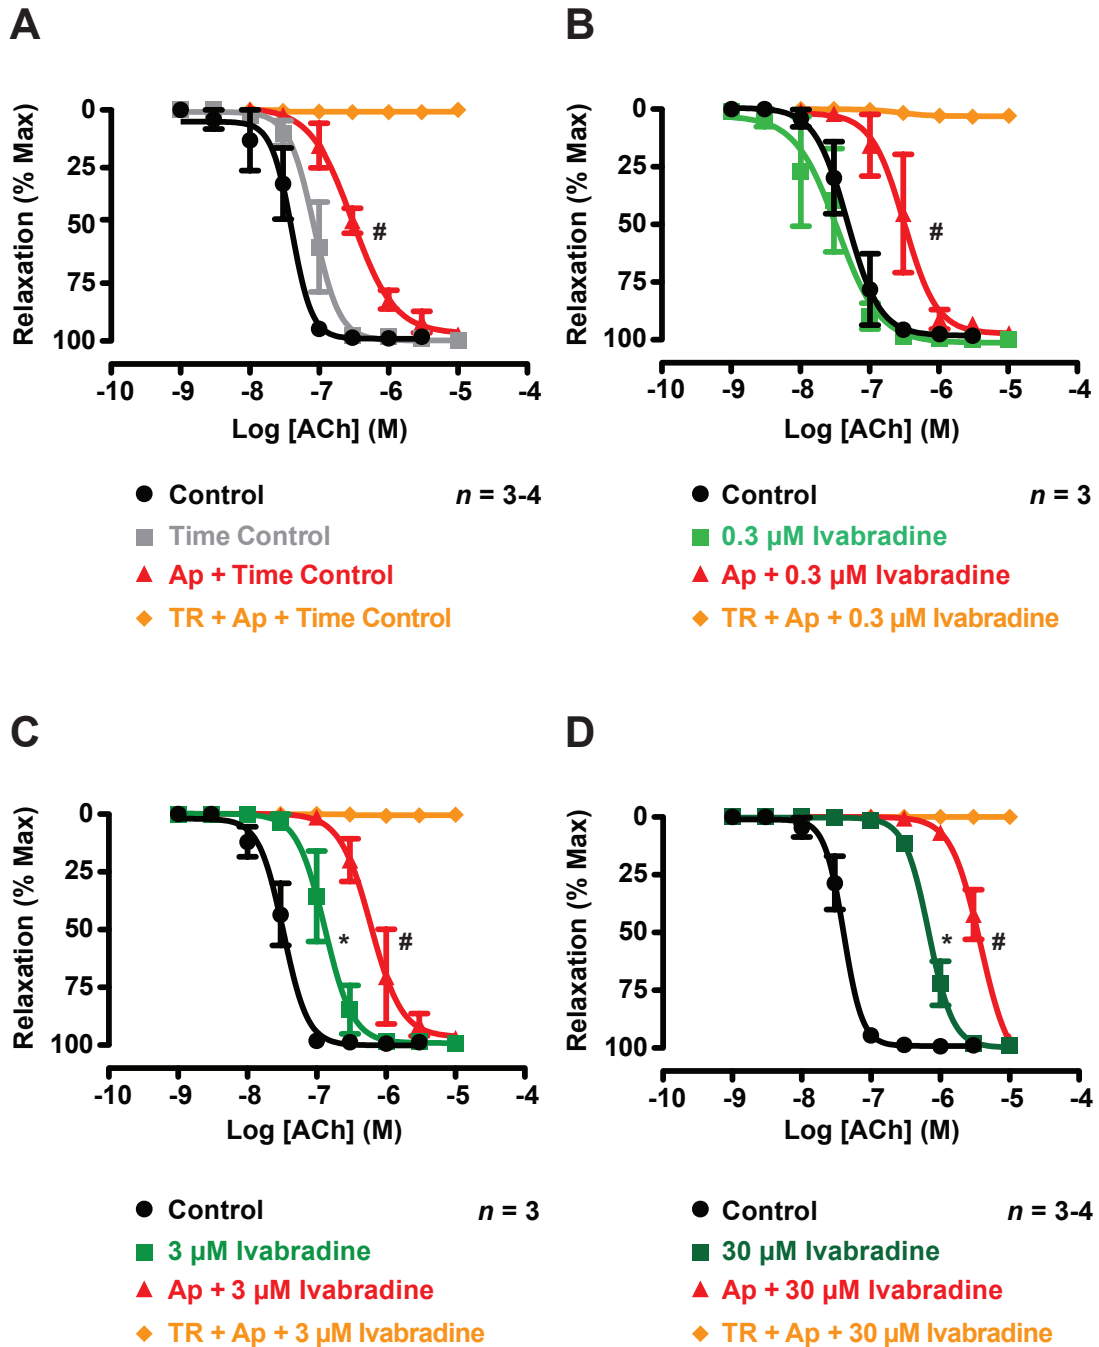 A
Relaxation (% Max)
0
25
50
75
100
-10 -9 -8 -7 -6 -5 -4
Log [ACh] (M)
Control n = 3-4
Time Control
Ap + Time Control
TR + Ap + Time Control
#
B
Relaxation (% Max)
0
25
50
75
100
-10 -9 -8 -7 -6 -5 -4
Log [ACh] (M)
Control n = 3
0.3 µM Ivabradine
Ap + 0.3 µM Ivabradine
TR + Ap + 0.3 µM Ivabradine
#
C
Relaxation (% Max)
0
25
50
75
100
-10 -9 -8 -7 -6 -5 -4
Log [ACh] (M)
Control n = 3
3 µM Ivabradine
Ap + 3 µM Ivabradine
TR + Ap + 3 µM Ivabradine
* #
D
Relaxation (% Max)
0
25
50
75
100
-10 -9 -8 -7 -6 -5 -4
Log [ACh] (M)
Control n = 3-4
30 µM Ivabradine
Ap + 30 µM Ivabradine
TR + Ap + 30 µM Ivabradine
* #